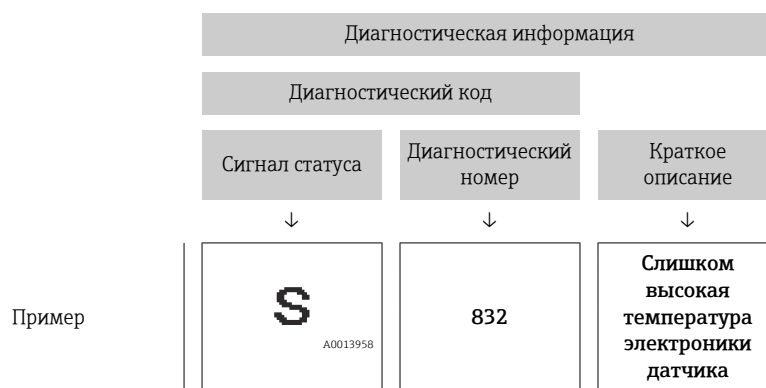 Диагностическая информация
Диагностический код
Сигнал статуса
Диагностический
номер
Краткое
описание
↓ ↓ ↓
Пример
S
A0013958
832
Слишком
высокая
температура
электроники
датчика